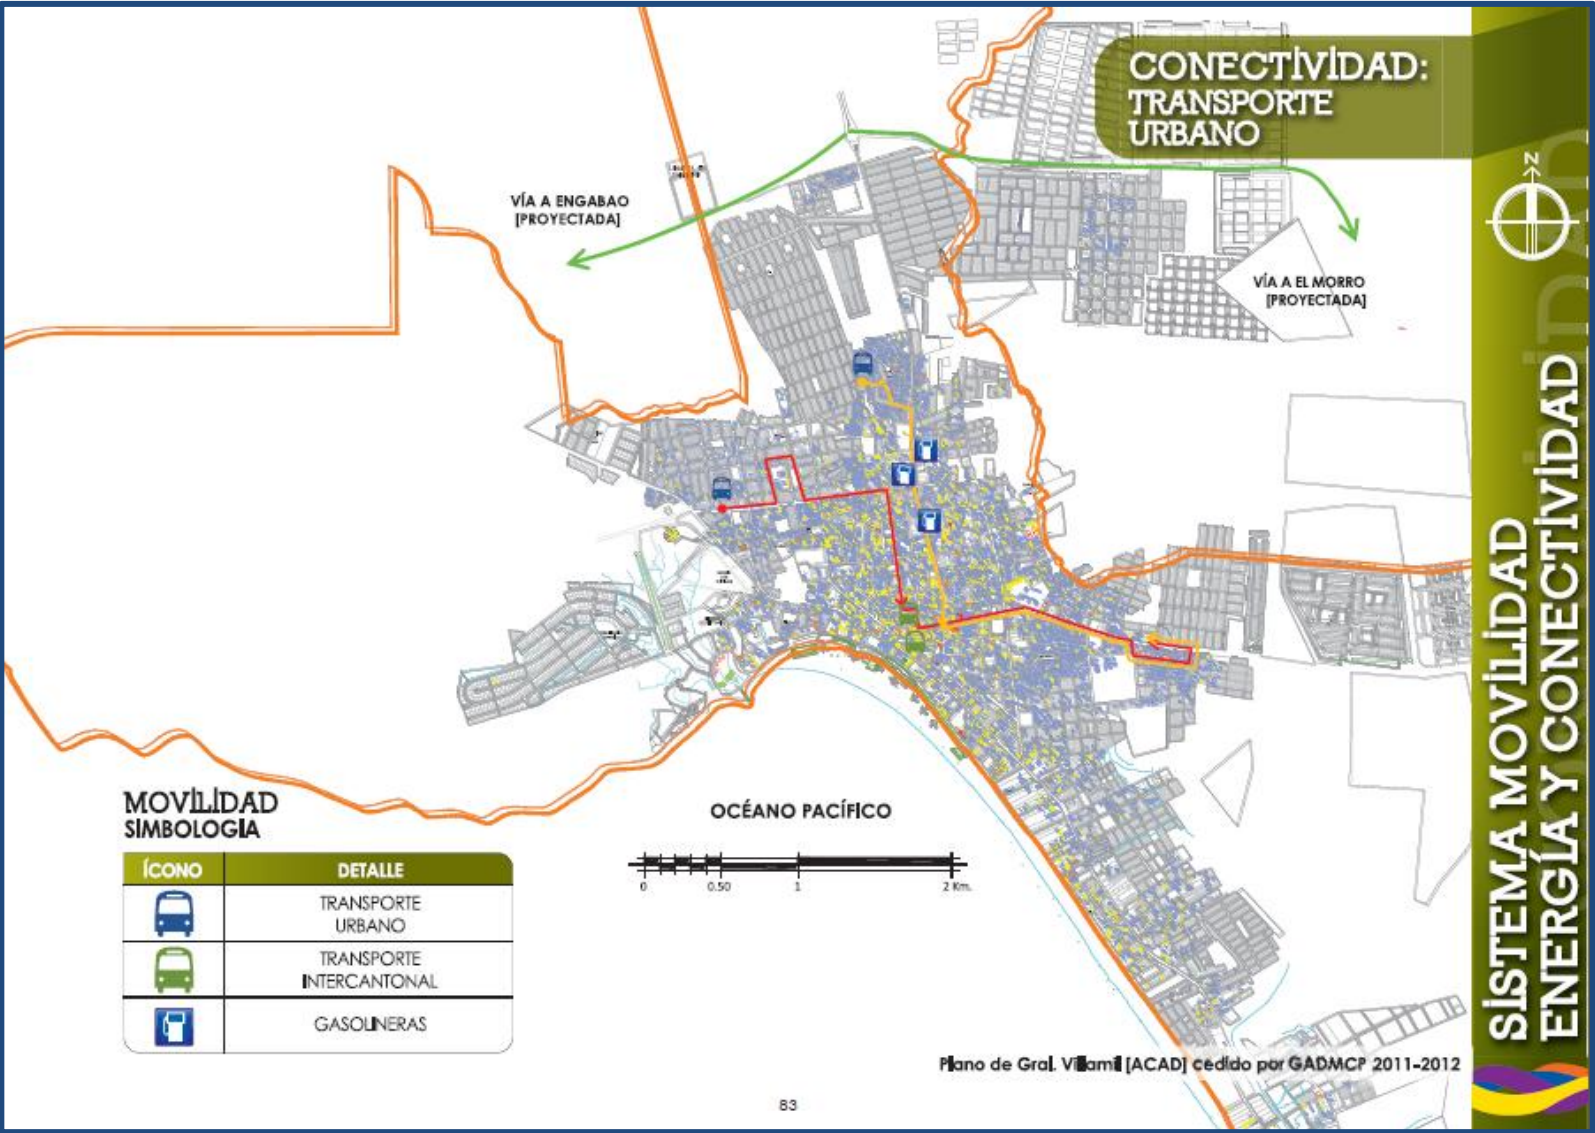 CONECTIVIDAD:
TRANSPORTE
URBANO
N
VÍA A ENGABAO
[PROYECTADA]
VÍA A EL MORRO
[PROYECTADA]
SISTEMA MOVILIDAD
ENERGÍA Y CONECTIVIDAD
MOVILIDAD
SIMBOLOGÍA
ÍCONO DETALLE
TRANSPORTE
URBANO
TRANSPORTE
INTERCANTONAL
GASOLINERAS
OCÉANO PACÍFICO
0 0.50 1 2 Km.
Plano de Gral. Villamil [ACAD] cedido por GADMCP 2011-2012
83